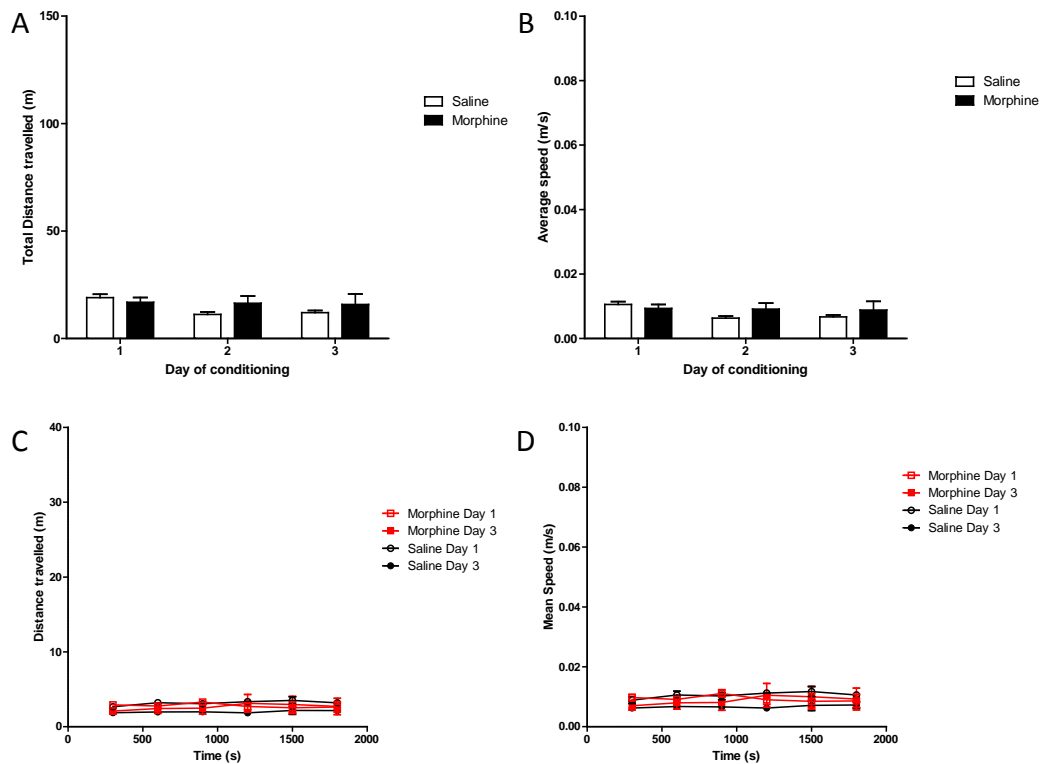 A
150
100
50
0
Total Distance travelled (m)
1 2 3
Day of conditioning
Saline
Morphine
B
0.10
0.08
0.06
0.04
0.02
0.00
Average speed (m/s)
1 2 3
Day of conditioning
Saline
Morphine
C
40
30
20
10
0
Distance travelled (m)
0 500 1000 1500 2000
Time (s)
Morphine Day 1
Morphine Day 3
Saline Day 1
Saline Day 3
D
0.10
0.08
0.06
0.04
0.02
0.00
Mean Speed (m/s)
0 500 1000 1500 2000
Time (s)
Morphine Day 1
Morphine Day 3
Saline Day 1
Saline Day 3